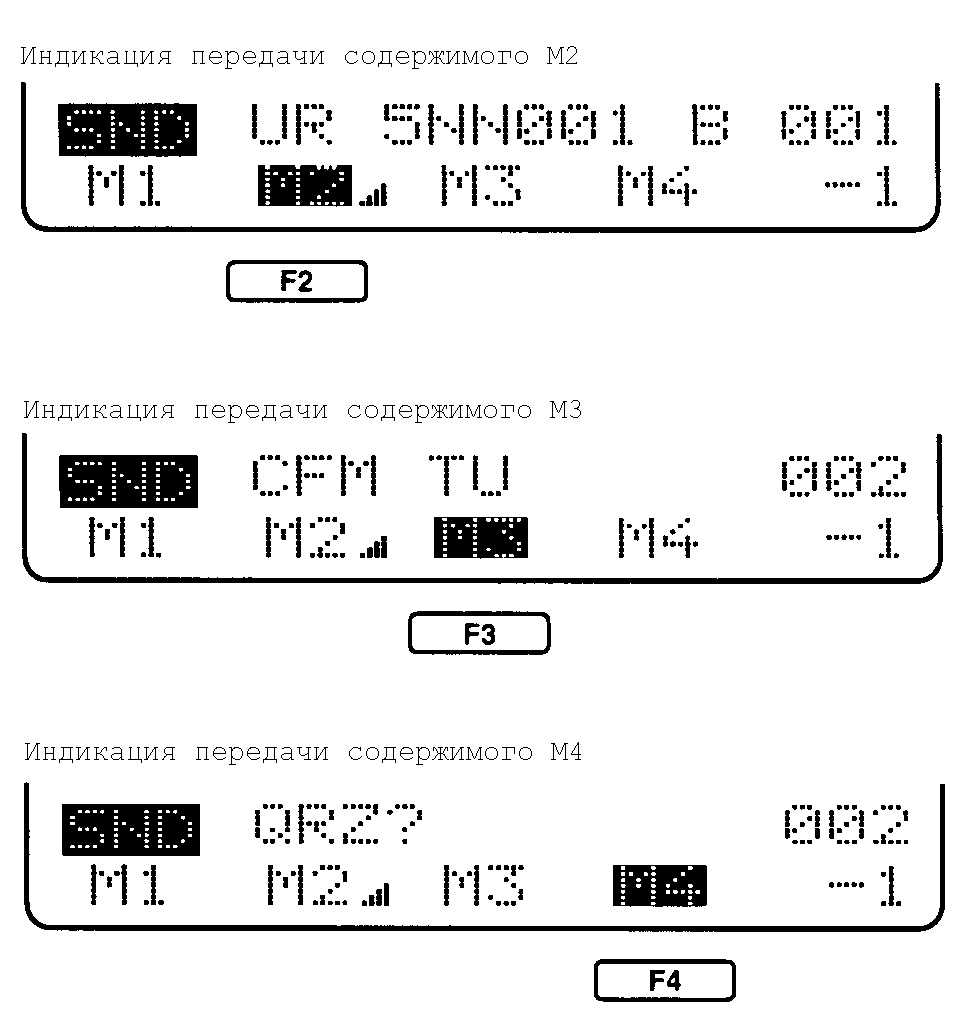 Индикация передачи содержимого M2
SND UR 5NN001 B 001
M1 M2 M3 M4 -1
F2
Индикация передачи содержимого M3
SND CFM TU 002
M1 M2 M3 M4 -1
F3
Индикация передачи содержимого M4
SND QRZ? 002
M1 M2 M3 M4 -1
F4